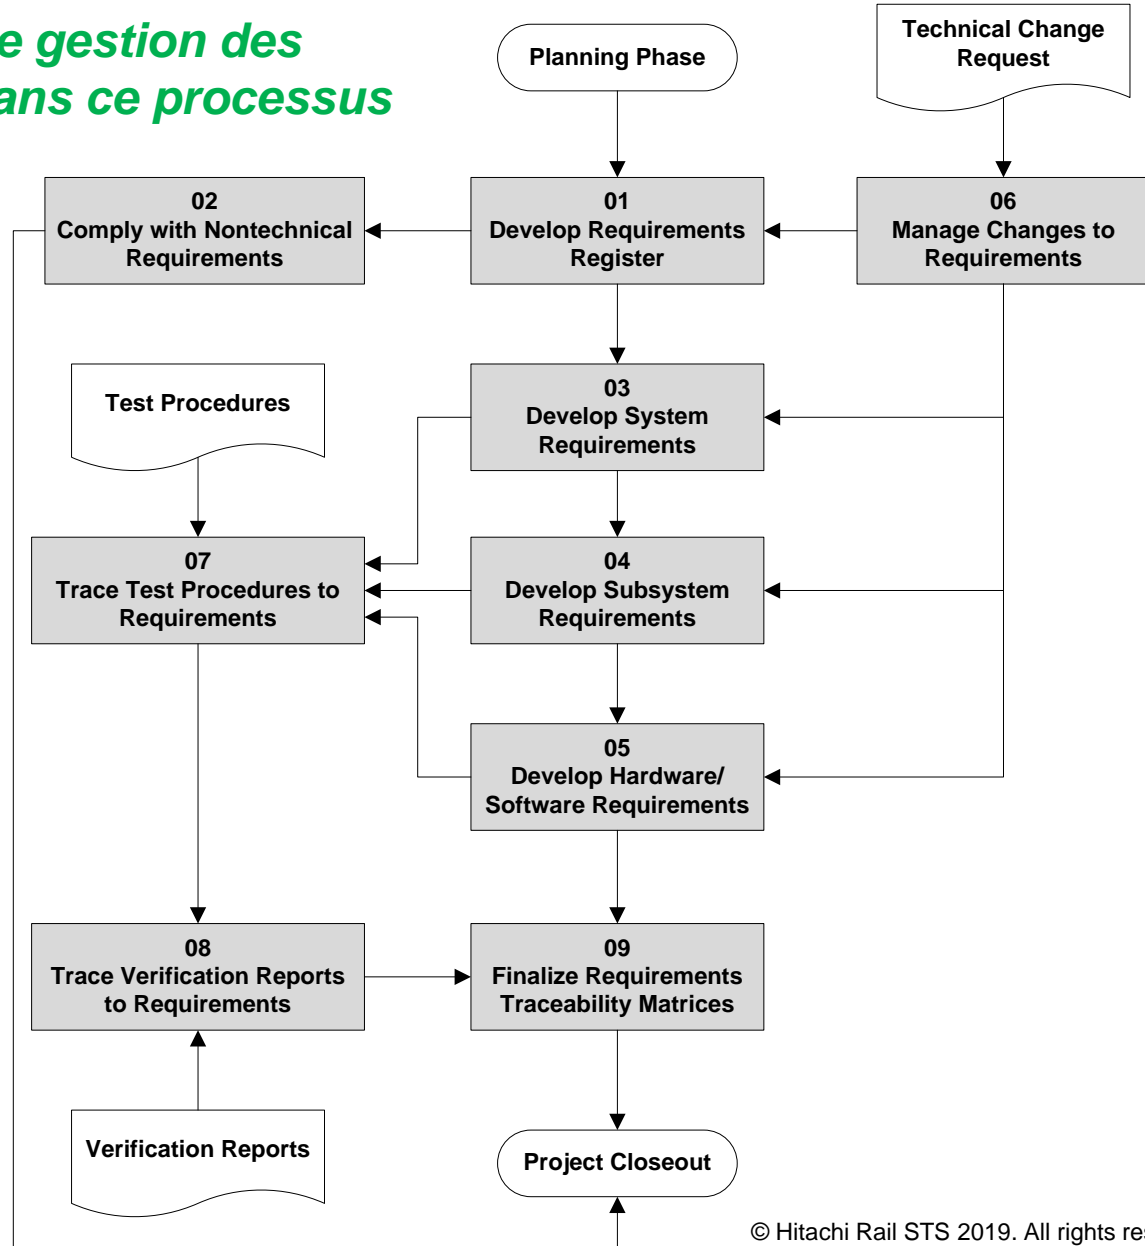 e gestion des
ans ce processus
Planning Phase
Technical Change
Request
02
Comply with Nontechnical
Requirements
01
Develop Requirements
Register
06
Manage Changes to
Requirements
Test Procedures
03
Develop System
Requirements
07
Trace Test Procedures to
Requirements
04
Develop Subsystem
Requirements
05
Develop Hardware/
Software Requirements
08
Trace Verification Reports
to Requirements
09
Finalize Requirements
Traceability Matrices
Verification Reports
Project Closeout
© Hitachi Rail STS 2019. All rights res